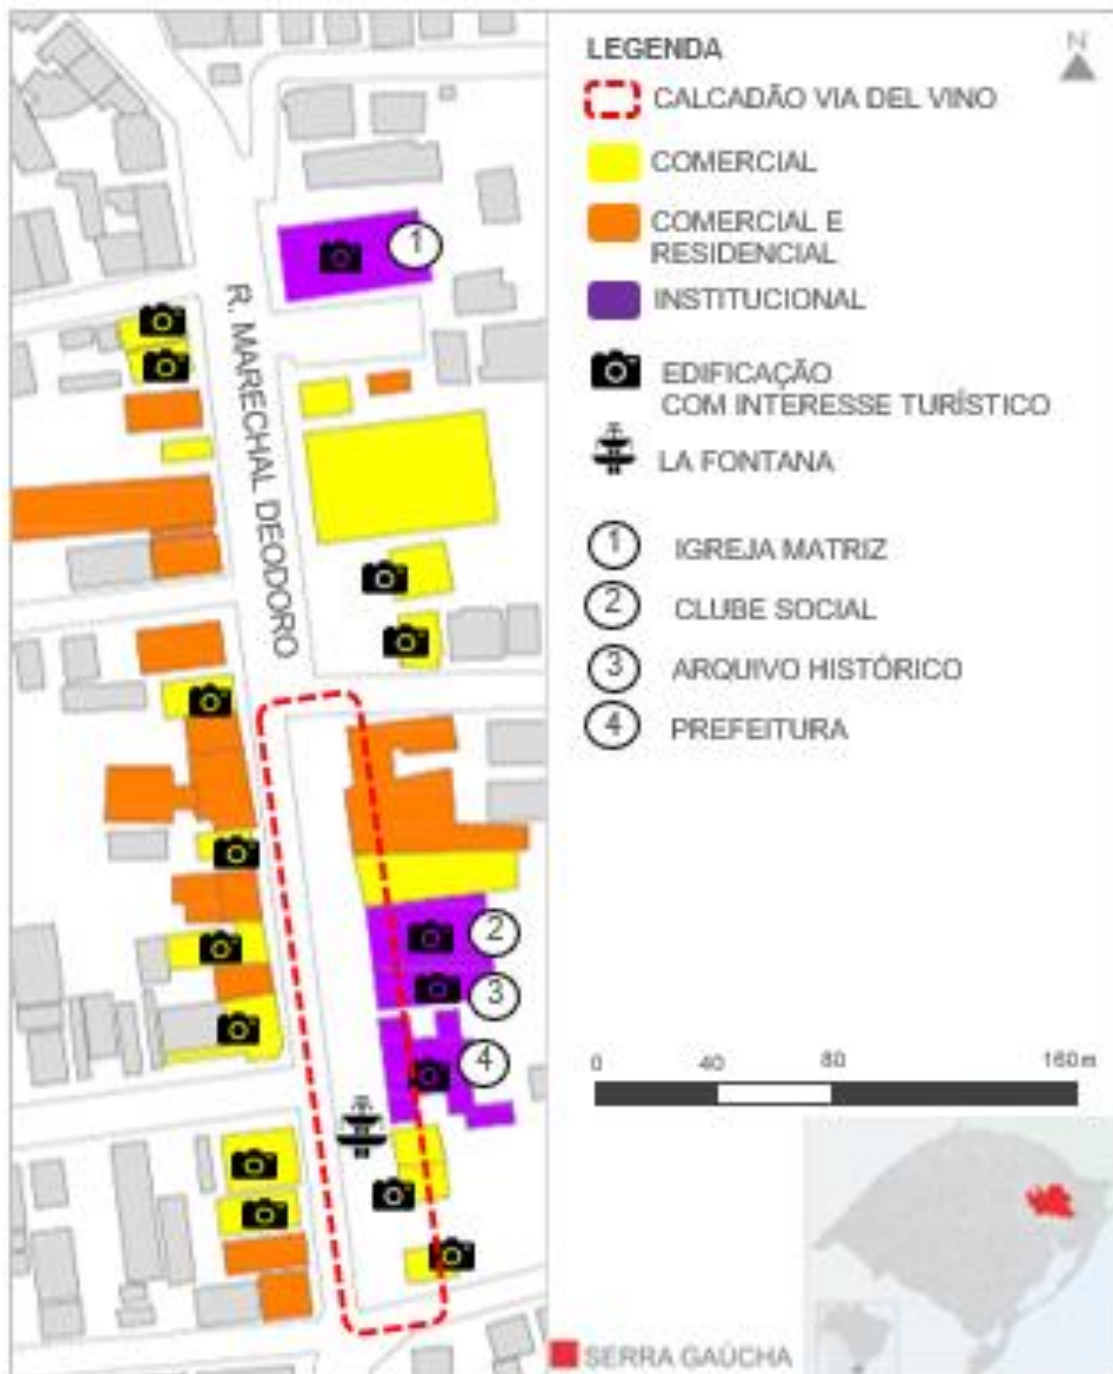 LEGENDA
N
CALCADÃO VIA DEL VINO
COMERCIAL
COMERCIAL E
RESIDENCIAL
INSTITUCIONAL
EDIFICAÇÃO
COM INTERESSE TURÍSTICO
LA FONTANA
1 IGREJA MATRIZ
2 CLUBE SOCIAL
3 ARQUIVO HISTÓRICO
4 PREFEITURA
R. MARECHAL DEODORO
1
2
3
4
0 40 80 160m
SERRA GAÚCHA